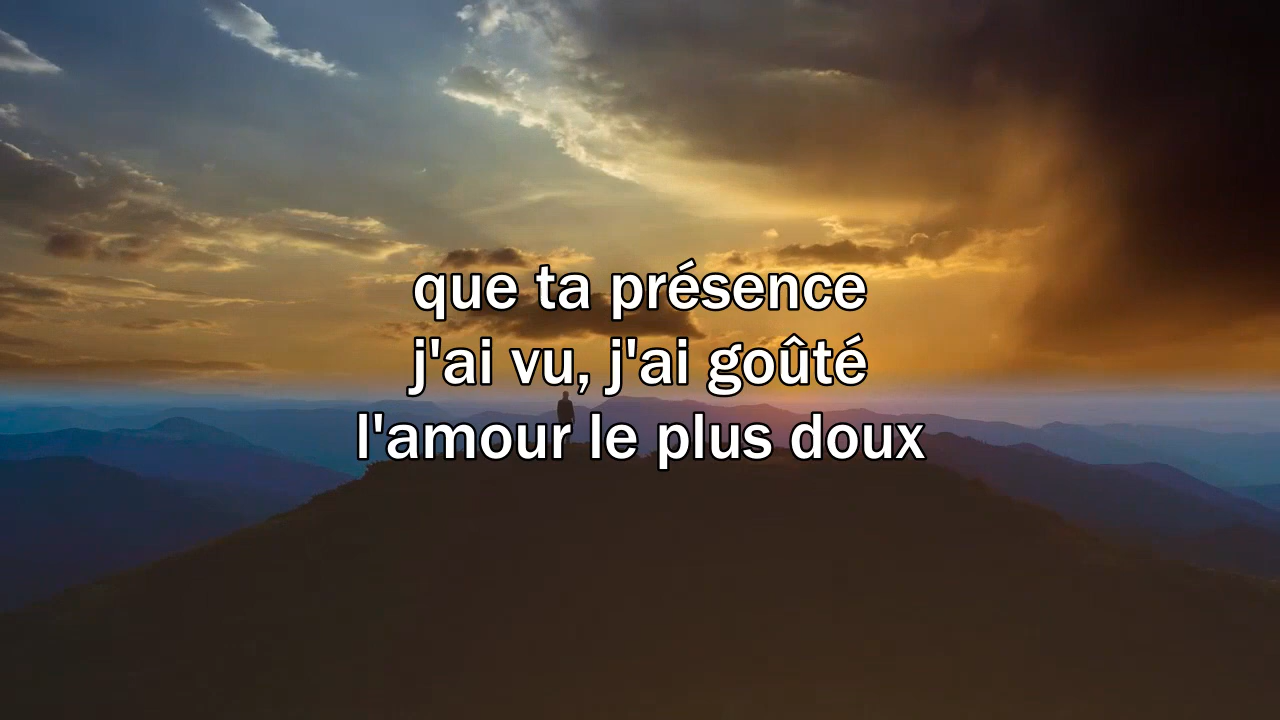 que ta présence
j'ai vu, j'ai goûté
l'amour le plus doux